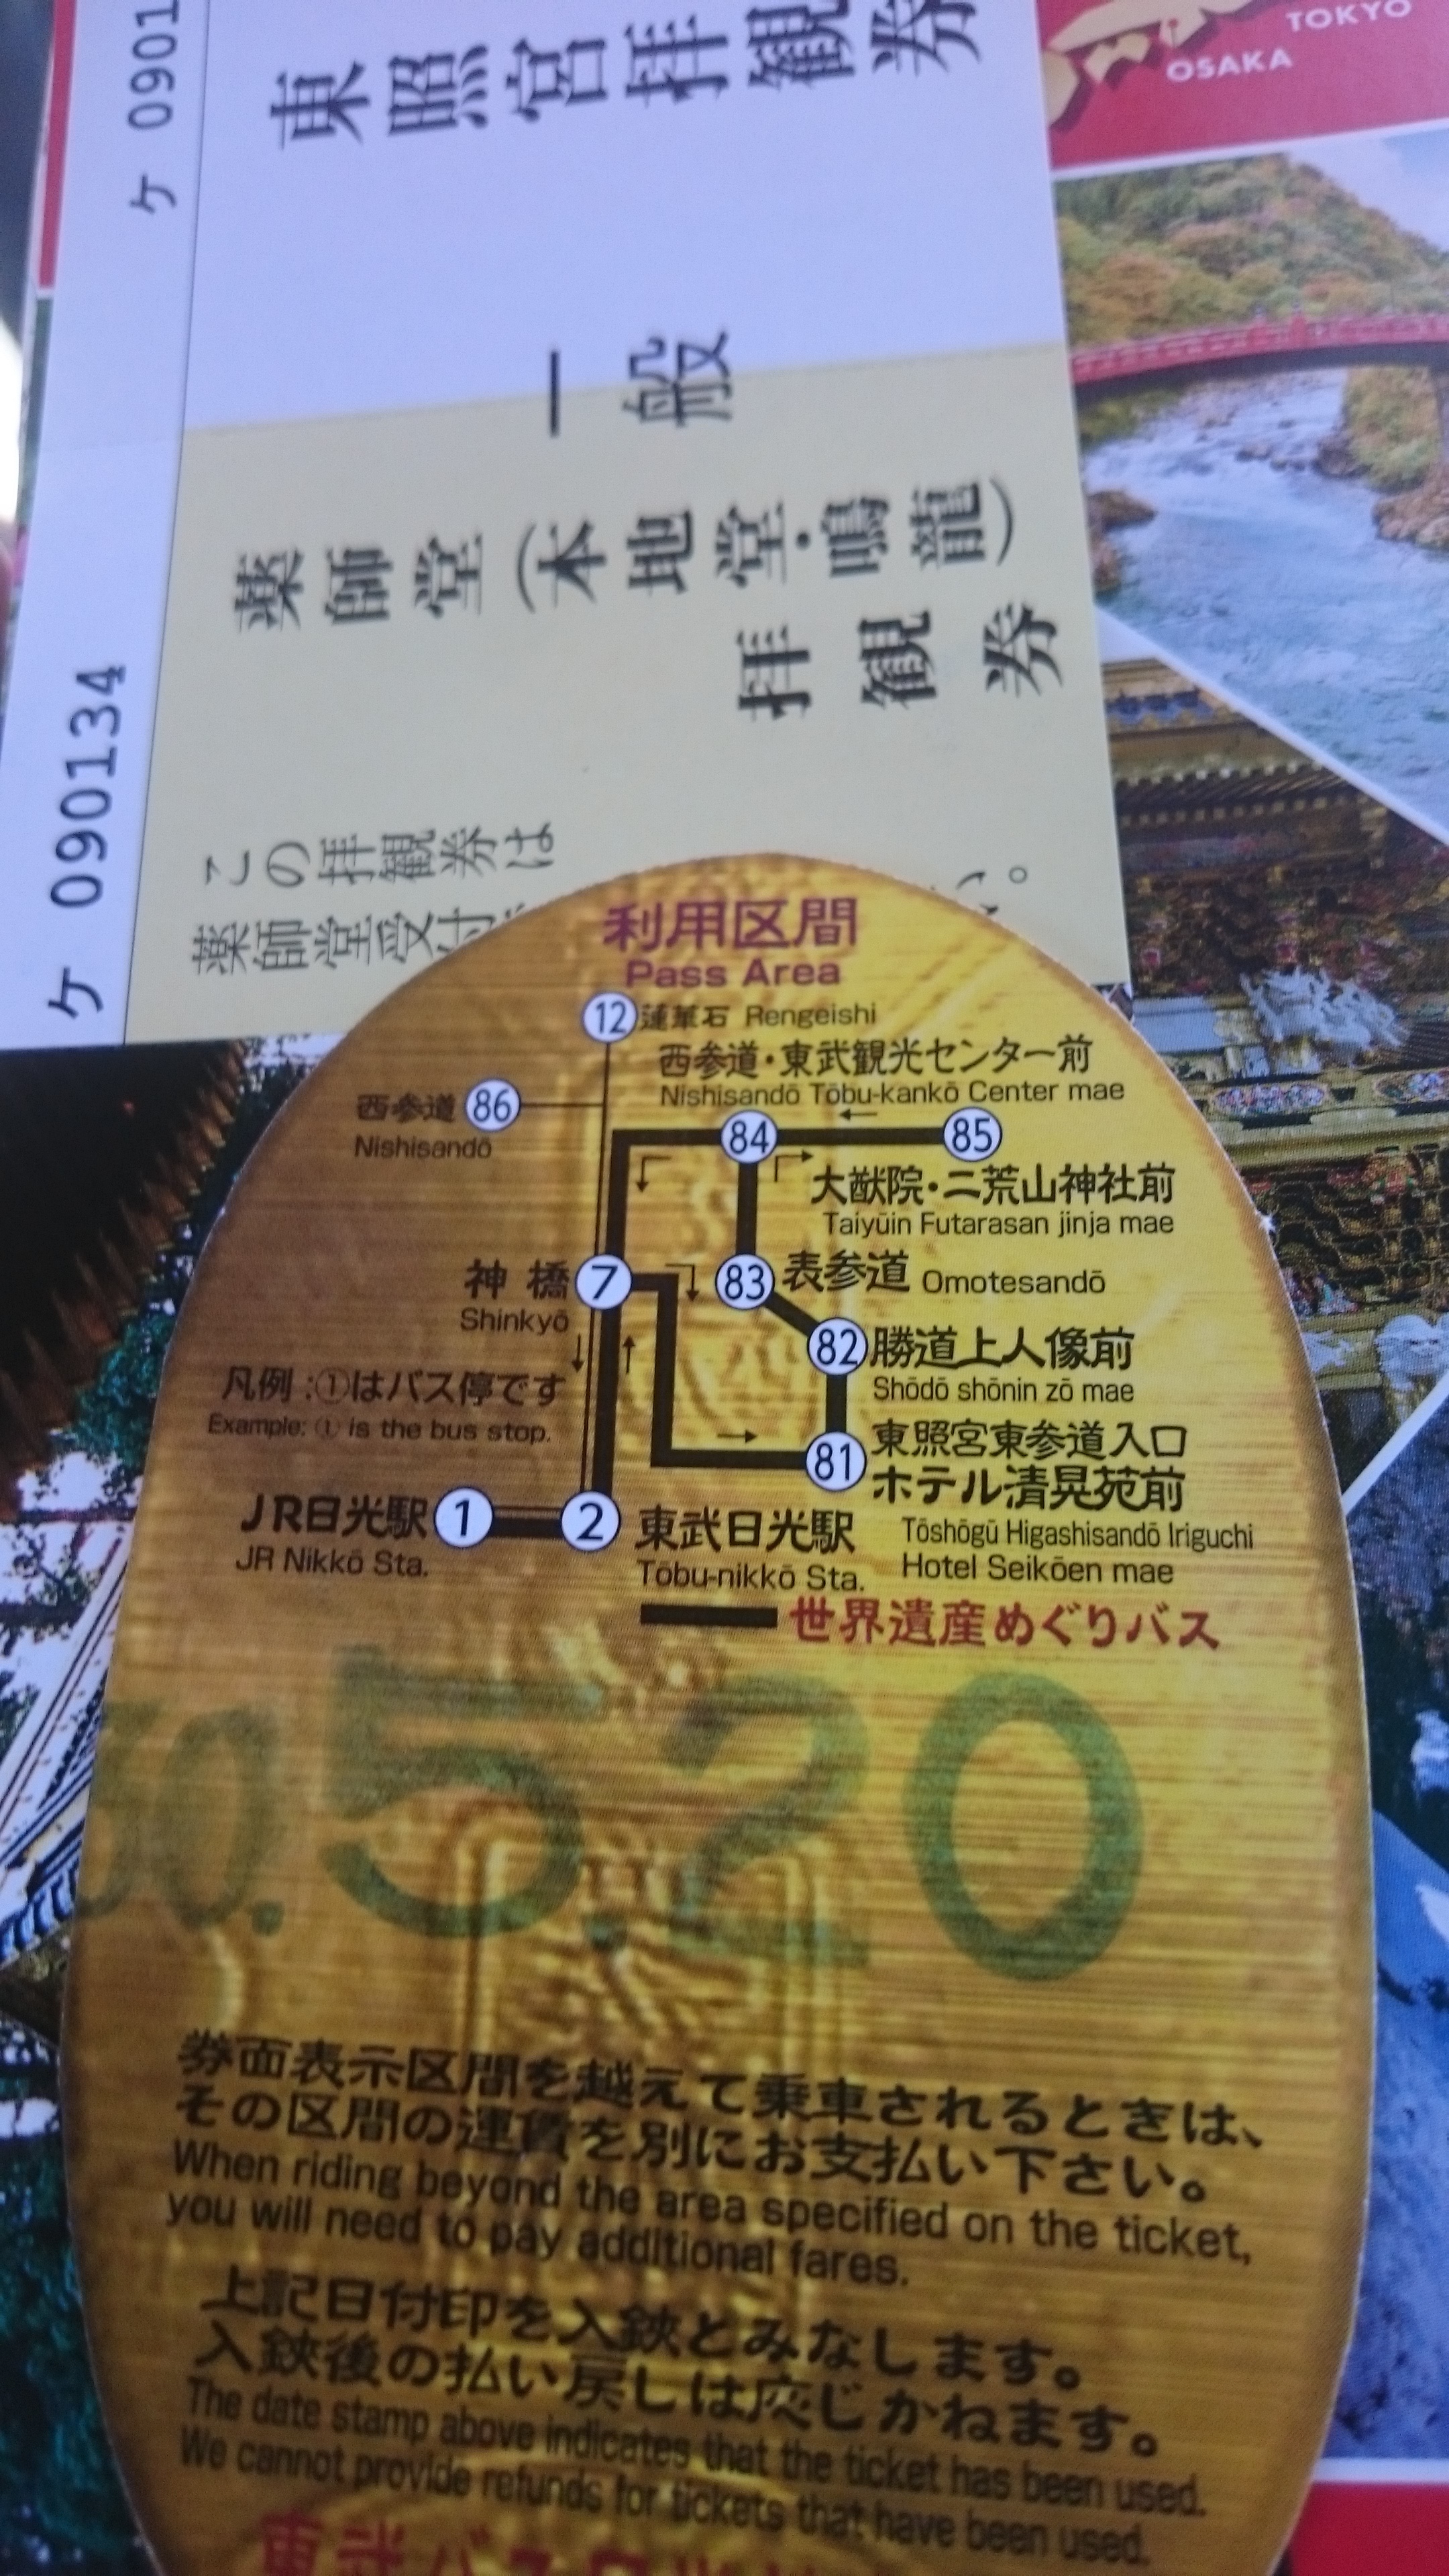 TOKYO
OSAKA
東照宮拝観券
一般
薬師堂(本地堂・鳴龍)
拝観券
この拝観券は
薬師堂受付
い。
ケ 0901
ケ 090134
利用区間
Pass Area
12 蓮華石 Rengeishi
西参道・東武観光センター前
Nishisandō Tōbu-kankō Center mae
西参道 86
Nishisandō
84
85
大猷院・二荒山神社前
Taiyūin Futarasan jinja mae
神橋 7
Shinkyō
83 表参道 Omotesandō
82 勝道上人像前
Shōdō shōnin zō mae
凡例:①はバス停です
Example: ① is the bus stop.
81 東照宮東参道入口
ホテル清晃苑前
Tōshōgū Higashisandō Iriguchi
Hotel Seikōen mae
JR日光駅 1
JR Nikkō Sta.
2 東武日光駅
Tōbu-nikkō Sta.
世界遺産めぐりバス
30.5.20
券面表示区間を越えて乗車されるときは、
その区間の運賃を別にお支払い下さい。
When riding beyond the area specified on the ticket,
you will need to pay additional fares.
上記日付印を入鋏とみなします。
入鋏後の払い戻しは応じかねます。
The date stamp above indicates that the ticket has been used.
We cannot provide refunds for tickets that have been used.
東武バス日光